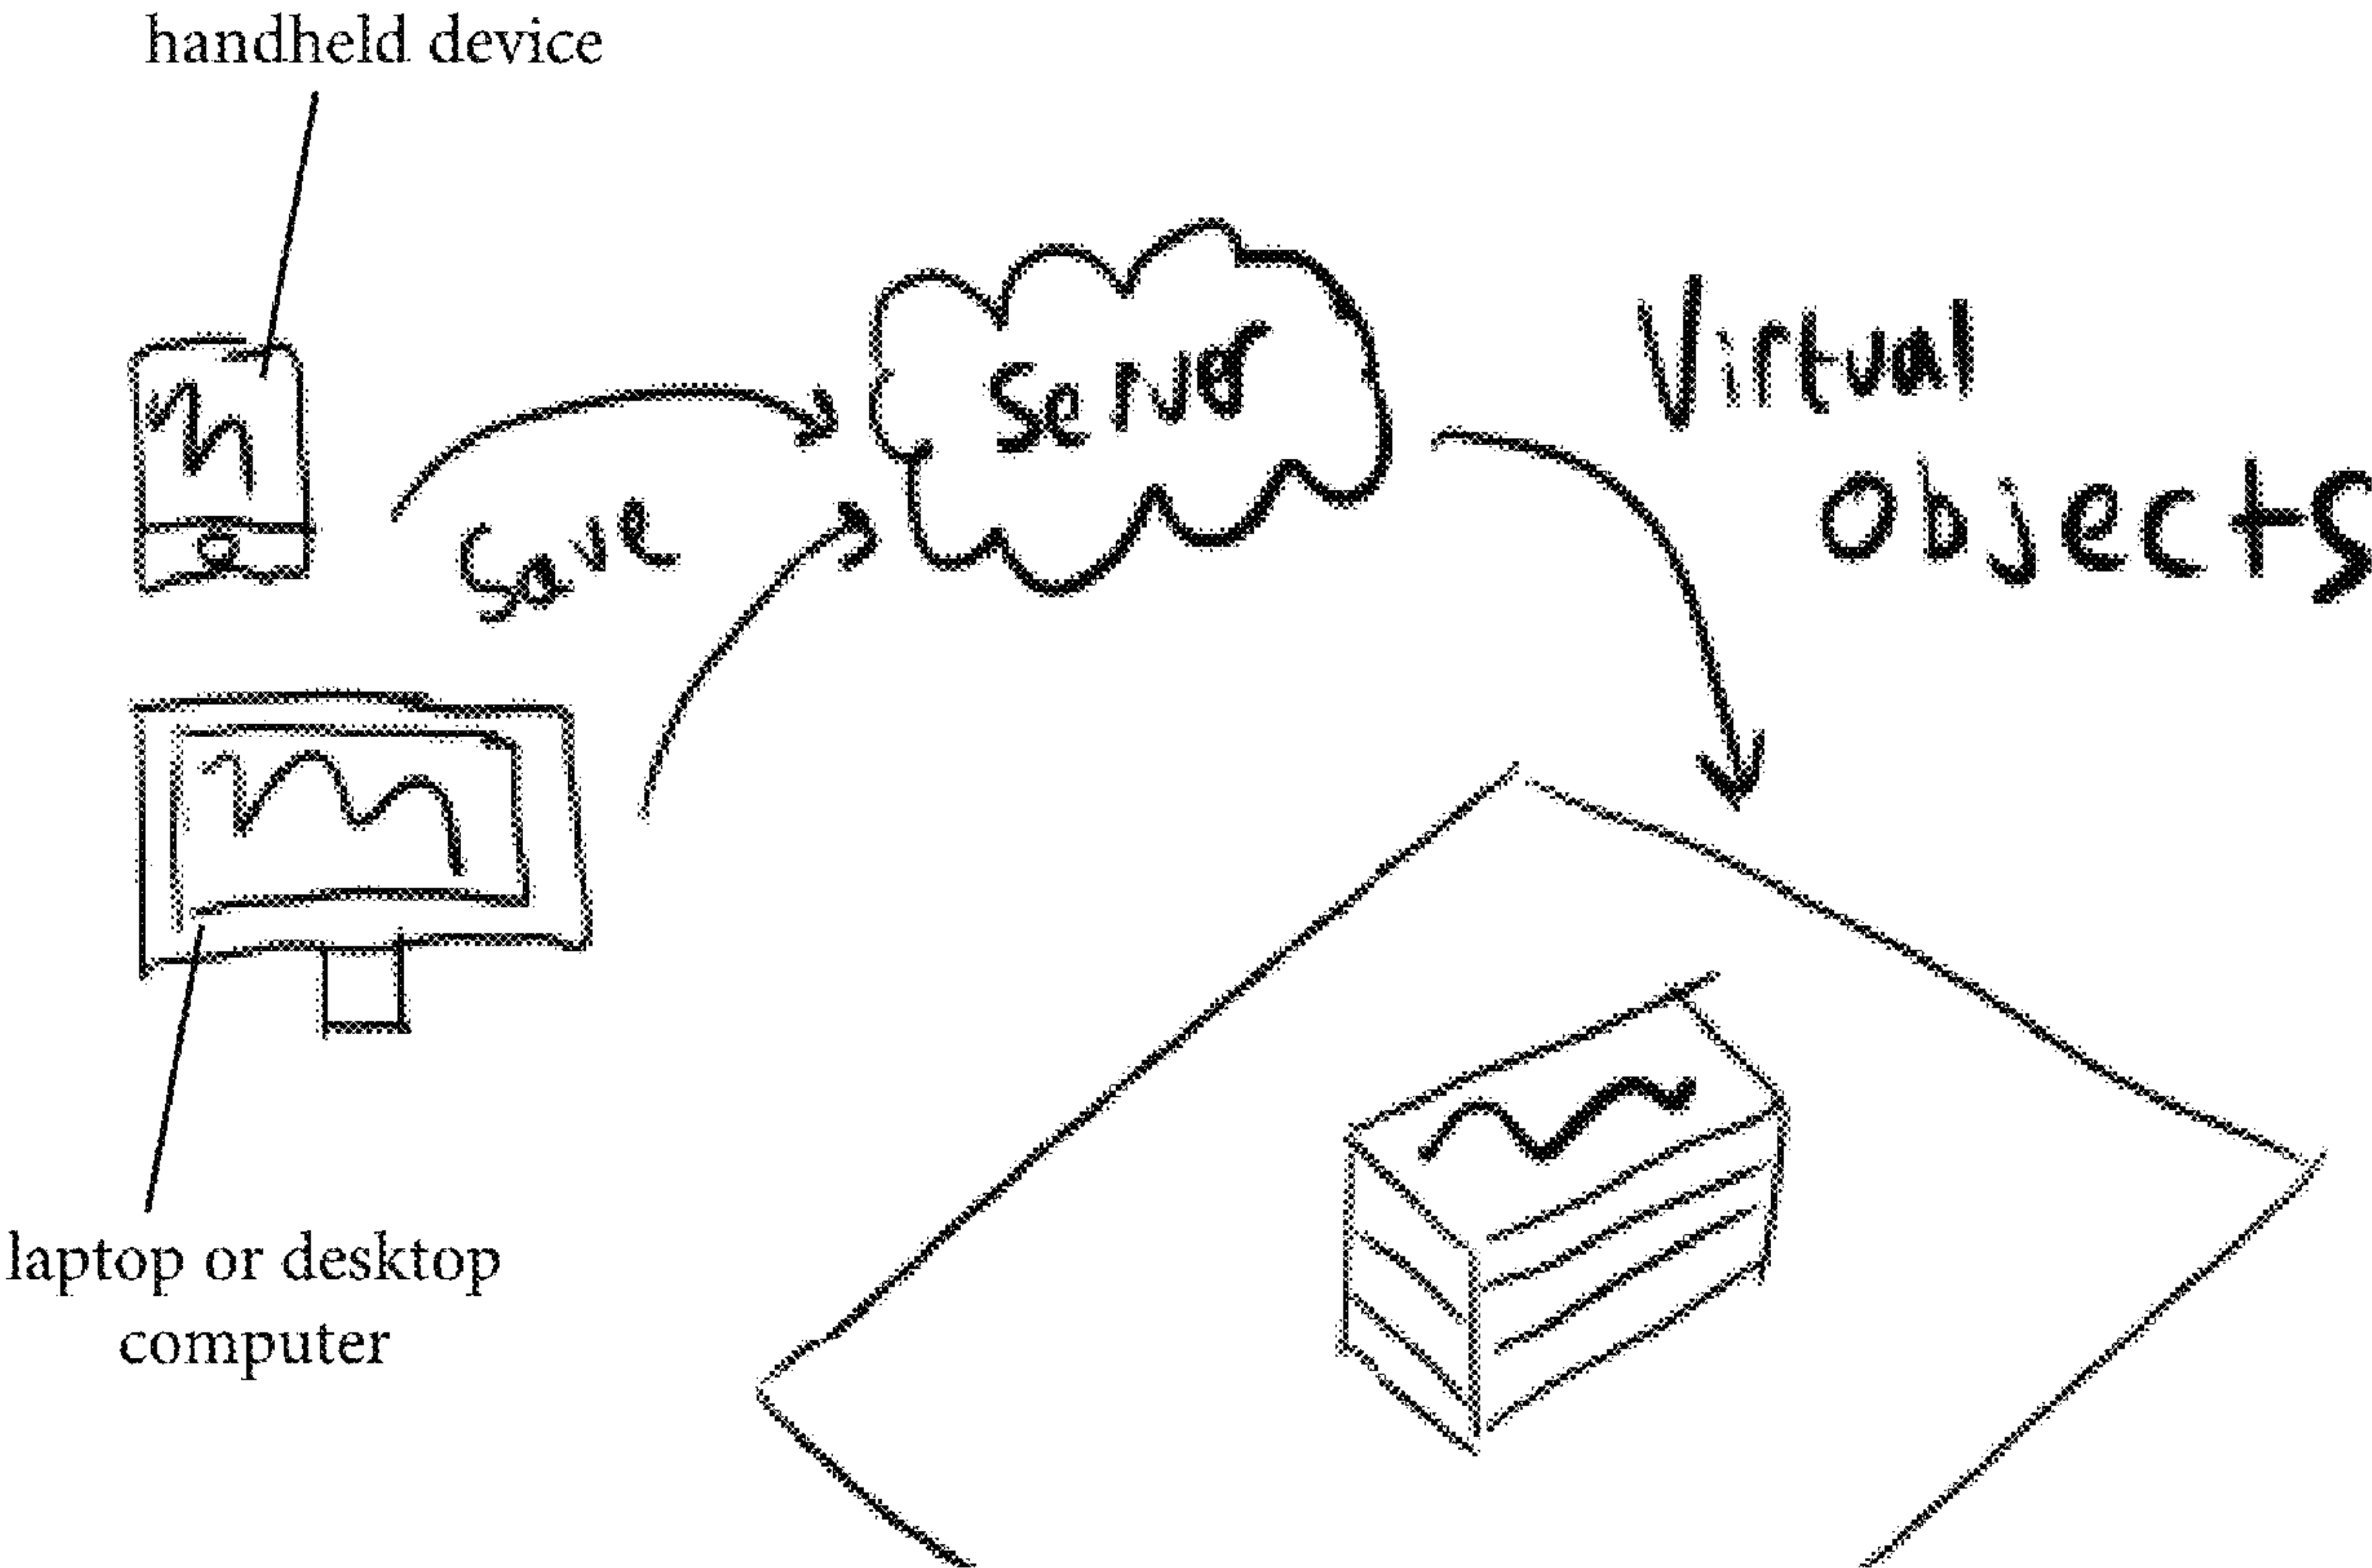 handheld device
Server
Virtual
Objects
Save
laptop or desktop
computer